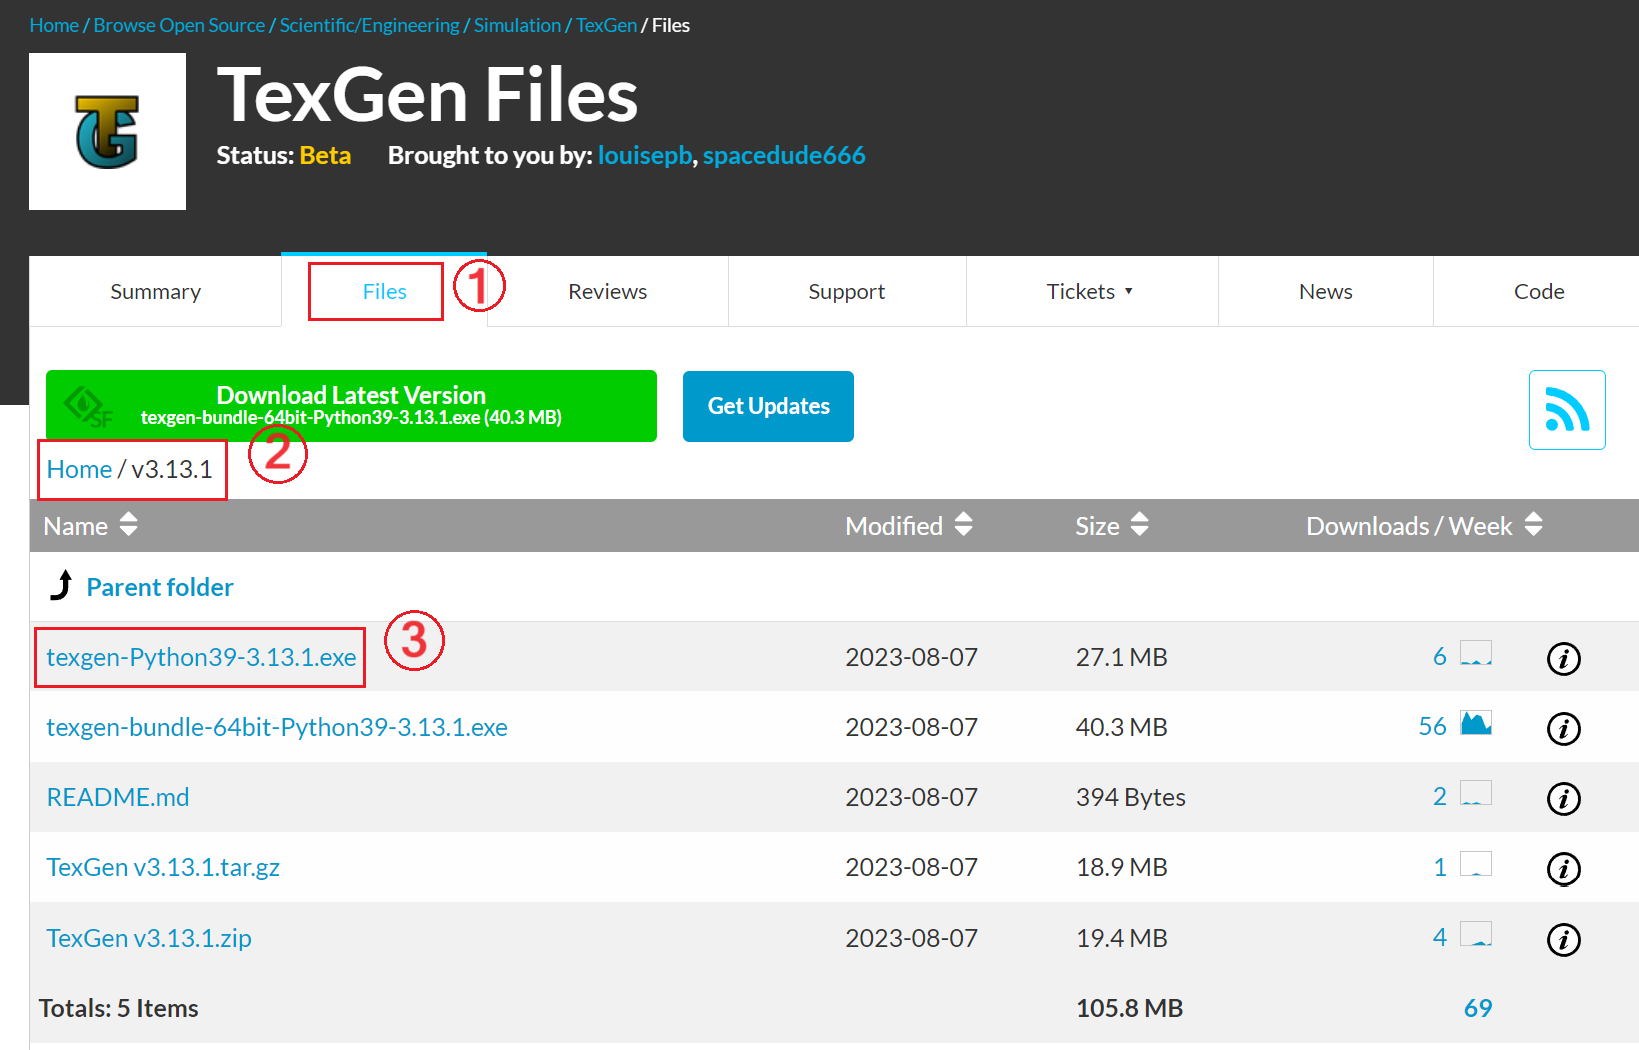 Home / Browse Open Source / Scientific/Engineering / Simulation / TexGen / Files
TexGen Files
Status: Beta Brought to you by: louisepb, spacedude666
Summary Files ① Reviews Support Tickets ▾ News Code
Download Latest Version
texgen-bundle-64bit-Python39-3.13.1.exe (40.3 MB)
SF
Get Updates
Home / v3.13.1 ②
Name Modified Size Downloads / Week
Parent folder
texgen-Python39-3.13.1.exe ③ 2023-08-07 27.1 MB 6 i
texgen-bundle-64bit-Python39-3.13.1.exe 2023-08-07 40.3 MB 56 i
README.md 2023-08-07 394 Bytes 2 i
TexGen v3.13.1.tar.gz 2023-08-07 18.9 MB 1 i
TexGen v3.13.1.zip 2023-08-07 19.4 MB 4 i
Totals: 5 Items 105.8 MB 69